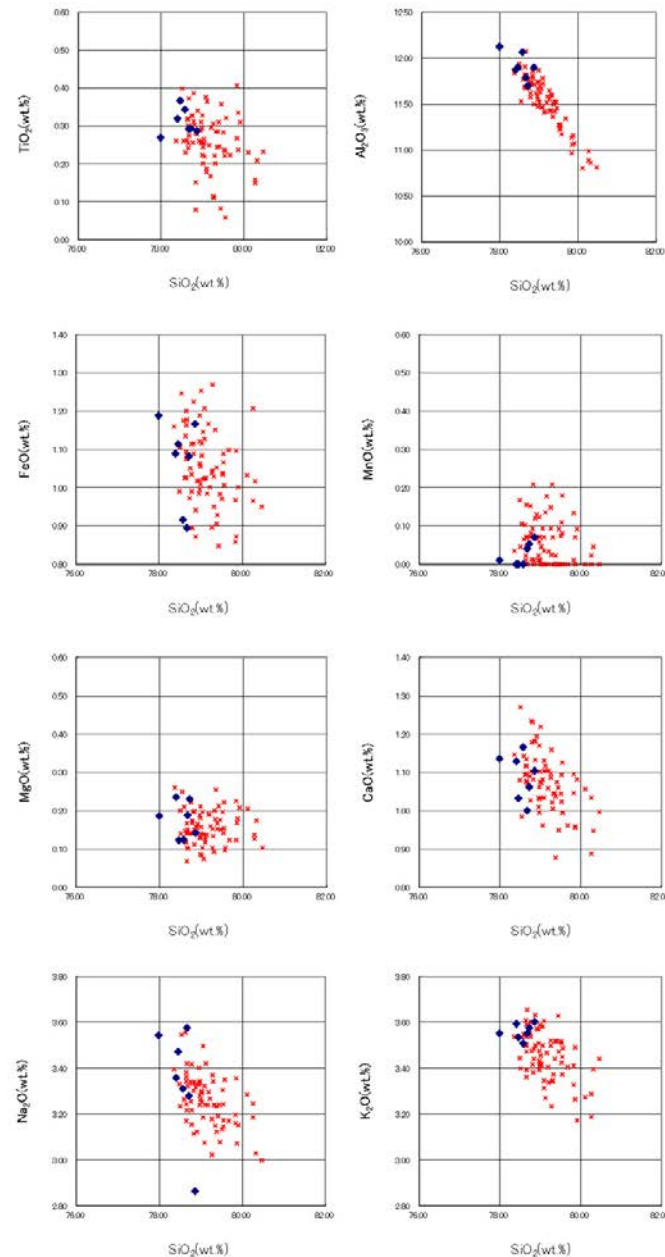 0.60 12.50
0.50 12.00
0.40
0.30 11.50
TiO₂(wt.%) Al₂O₃(wt.%)
0.20 11.00
0.10 10.50
0.00 10.00
76.00 78.00 80.00 82.00 76.00 78.00 80.00 82.00
SiO₂(wt.%) SiO₂(wt.%)
1.40 0.60
1.30 0.50
1.20 0.40
FeO(wt.%) MnO(wt.%)
1.10 0.30
1.00 0.20
0.90 0.10
0.80 0.00
76.00 78.00 80.00 82.00 76.00 78.00 80.00 82.00
SiO₂(wt.%) SiO₂(wt.%)
0.60 1.40
0.50 1.30
0.40 1.20
MgO(wt.%) CaO(wt.%)
0.30 1.10
0.20 1.00
0.10 0.90
0.00 0.80
76.00 78.00 80.00 82.00 76.00 78.00 80.00 82.00
SiO₂(wt.%) SiO₂(wt.%)
3.80 3.80
3.60 3.60
3.40 3.40
Na₂O(wt.%) K₂O(wt.%)
3.20 3.20
3.00 3.00
2.80 2.80
76.00 78.00 80.00 82.00 76.00 78.00 80.00 82.00
SiO₂(wt.%) SiO₂(wt.%)